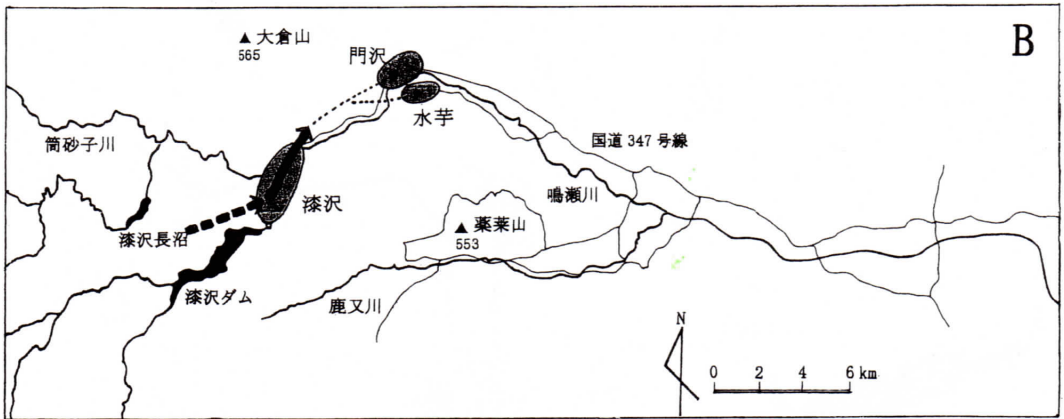 B
▲ 大倉山
565
門沢
水芋
筒砂子川
国道 347 号線
漆沢
鳴瀬川
漆沢長沼
▲ 薬莱山
553
漆沢ダム
鹿又川
N
0 2 4 6 km